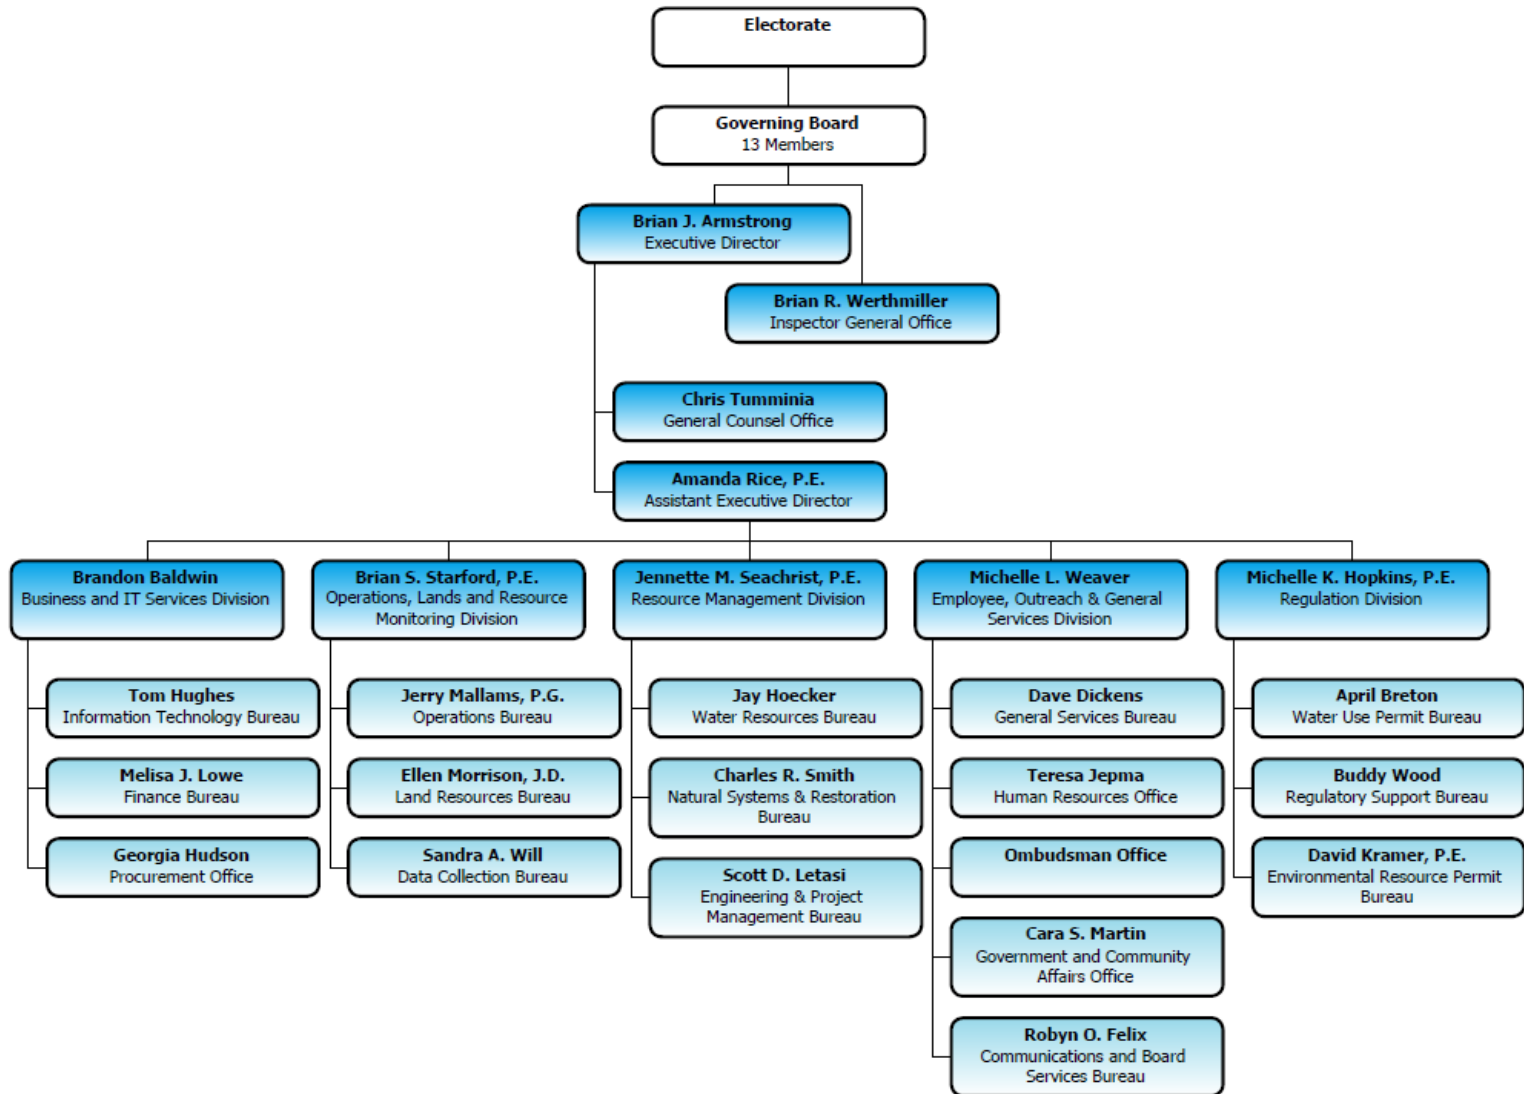 Electorate
Governing Board
13 Members
Brian J. Armstrong
Executive Director
Brian R. Werthmiller
Inspector General Office
Chris Tumminia
General Counsel Office
Amanda Rice, P.E.
Assistant Executive Director
Brandon Baldwin
Business and IT Services Division
Brian S. Starford, P.E.
Operations, Lands and Resource
Monitoring Division
Jennette M. Seachrist, P.E.
Resource Management Division
Michelle L. Weaver
Employee, Outreach & General
Services Division
Michelle K. Hopkins, P.E.
Regulation Division
Tom Hughes
Information Technology Bureau
Melisa J. Lowe
Finance Bureau
Georgia Hudson
Procurement Office
Jerry Mallams, P.G.
Operations Bureau
Ellen Morrison, J.D.
Land Resources Bureau
Sandra A. Will
Data Collection Bureau
Jay Hoecker
Water Resources Bureau
Charles R. Smith
Natural Systems & Restoration
Bureau
Scott D. Letasi
Engineering & Project
Management Bureau
Dave Dickens
General Services Bureau
Teresa Jepma
Human Resources Office
Ombudsman Office
Cara S. Martin
Government and Community
Affairs Office
Robyn O. Felix
Communications and Board
Services Bureau
April Breton
Water Use Permit Bureau
Buddy Wood
Regulatory Support Bureau
David Kramer, P.E.
Environmental Resource Permit
Bureau